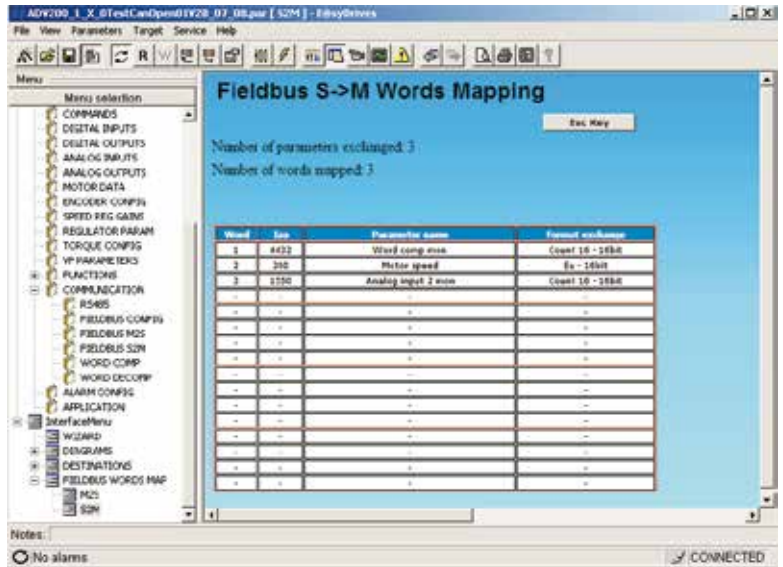 ADV200_1_X_0TestCanOpen01V20_07_08.par [ S2M ] - EasyDrives
File View Parameters Target Service Help
Menu
Menu selection
COMMANDS
DIGITAL INPUTS
DIGITAL OUTPUTS
ANALOG INPUTS
ANALOG OUTPUTS
MOTOR DATA
ENCODER CONFIG
SPEED REG GAINS
REGULATOR PARAM
TORQUE CONFIG
VF PARAMETERS
FUNCTIONS
COMMUNICATION
RS485
FIELDBUS CONFIG
FIELDBUS M2S
FIELDBUS S2M
WORD COMP
WORD DECOMP
ALARM CONFIG
APPLICATION
InterfaceMenu
WIZARD
DIAGRAMS
DESTINATIONS
FIELDBUS WORDS MAP
M2S
S2M
Fieldbus S->M Words Mapping
Esc Key
Number of parameters exchanged: 3
Number of words mapped: 3
Word Ipa Parameter name Format exchange
1 4432 Word comp mon Count 16 - 16bit
2 260 Motor speed Eu - 16bit
3 1550 Analog input 2 mon Count 16 - 16bit
- - - -
- - - -
- - - -
- - - -
- - - -
- - - -
- - - -
- - - -
- - - -
- - - -
- - - -
- - - -
- - - -
Notes:
No alarms
CONNECTED